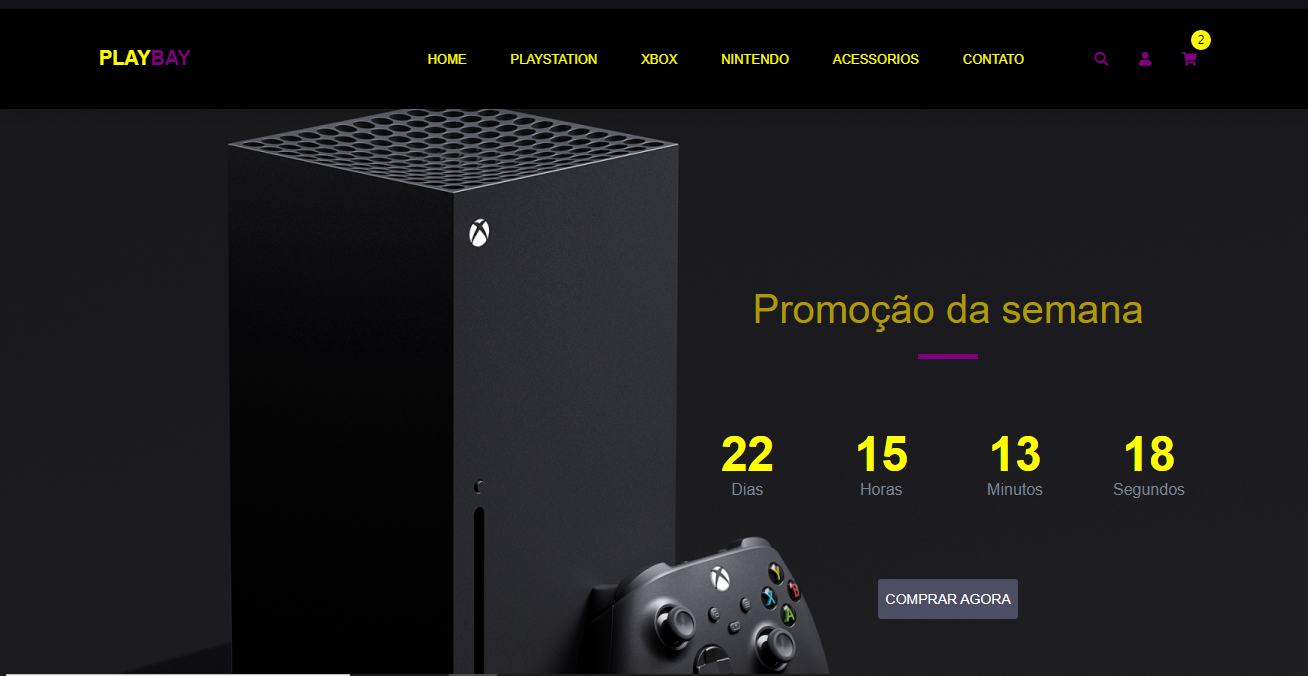 PLAYBAY
HOME PLAYSTATION XBOX NINTENDO ACESSORIOS CONTATO
2
Promoção da semana
22 15 13 18
Dias Horas Minutos Segundos
Y
B
X
A
COMPRAR AGORA